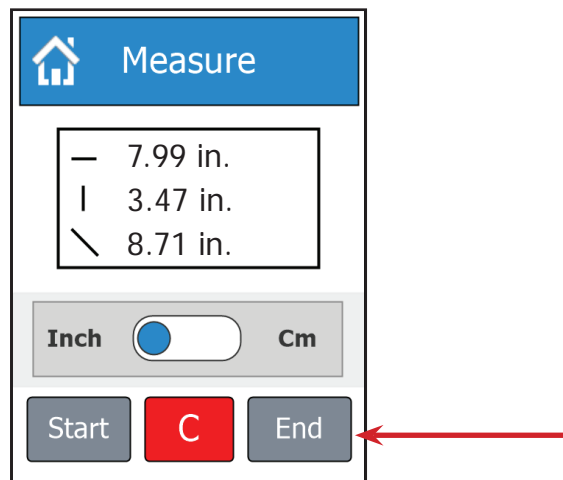 Measure
7.99 in.
3.47 in.
8.71 in.
Inch Cm
Start C End